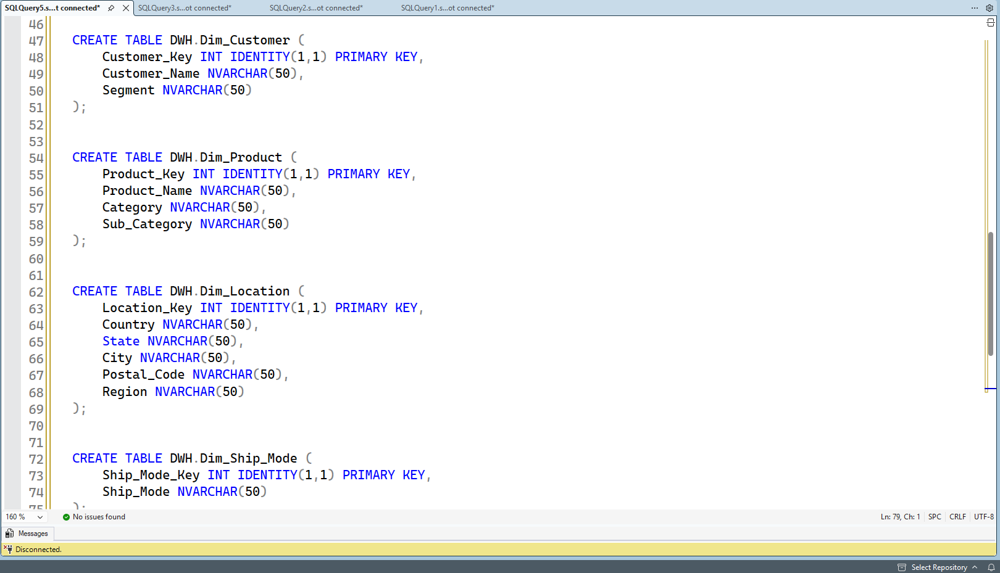 SQLQuery5.s...t connected* SQLQuery3.s...ot connected* SQLQuery2.s...ot connected* SQLQuery1.s...ot connected*
46
47 CREATE TABLE DWH.Dim_Customer (
48 Customer_Key INT IDENTITY(1,1) PRIMARY KEY,
49 Customer_Name NVARCHAR(50),
50 Segment NVARCHAR(50)
51 );
52
53
54 CREATE TABLE DWH.Dim_Product (
55 Product_Key INT IDENTITY(1,1) PRIMARY KEY,
56 Product_Name NVARCHAR(50),
57 Category NVARCHAR(50),
58 Sub_Category NVARCHAR(50)
59 );
60
61
62 CREATE TABLE DWH.Dim_Location (
63 Location_Key INT IDENTITY(1,1) PRIMARY KEY,
64 Country NVARCHAR(50),
65 State NVARCHAR(50),
66 City NVARCHAR(50),
67 Postal_Code NVARCHAR(50),
68 Region NVARCHAR(50)
69 );
70
71
72 CREATE TABLE DWH.Dim_Ship_Mode (
73 Ship_Mode_Key INT IDENTITY(1,1) PRIMARY KEY,
74 Ship_Mode NVARCHAR(50)
75 );
160 % No issues found Ln: 79, Ch: 1 SPC CRLF UTF-8
Messages
Disconnected.
Select Repository